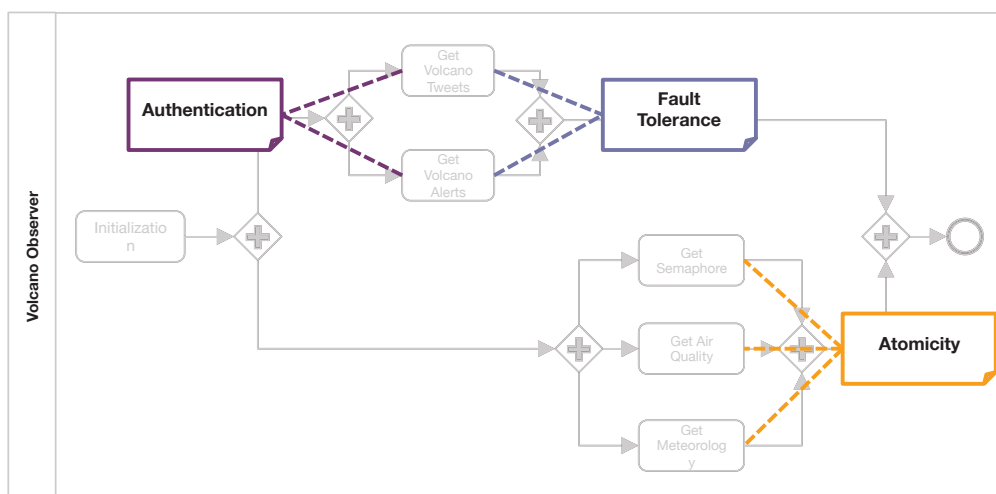 Volcano Observer
Get
Volcano
Tweets
Authentication
Fault
Tolerance
Get
Volcano
Alerts
Initializatio
n
Get
Semaphore
Get Air
Quality
Atomicity
Get
Meteorolog
y